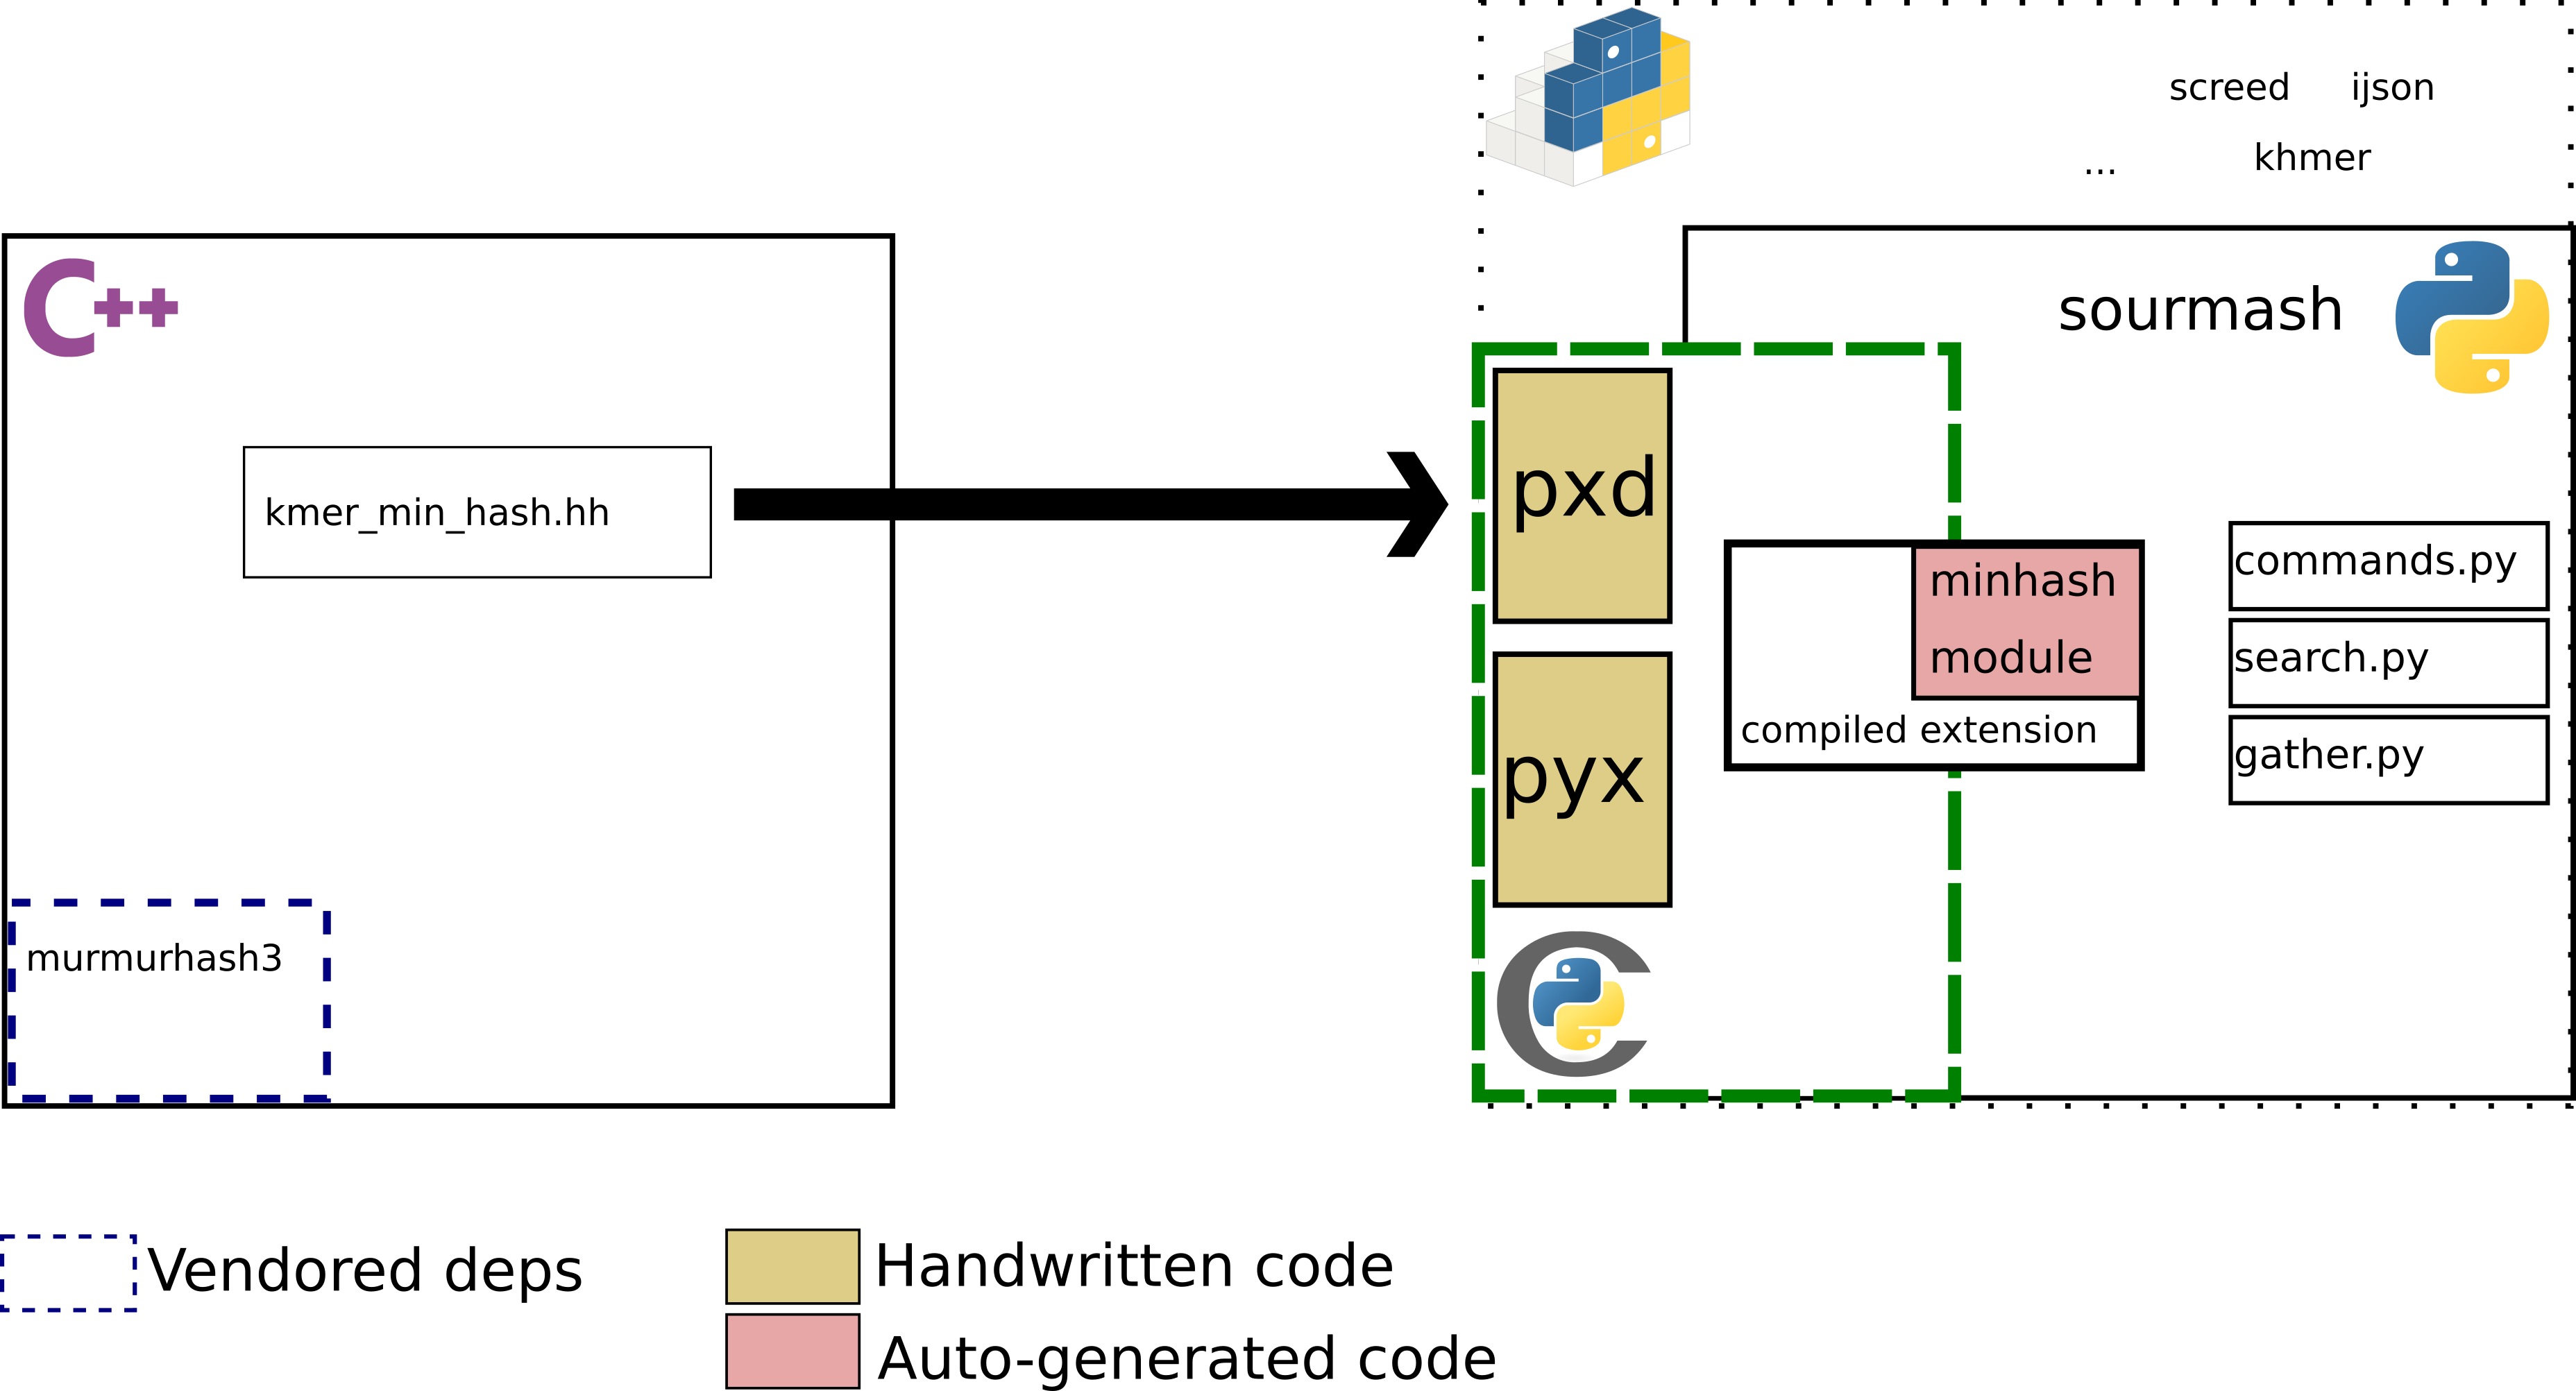 screed ijson
... khmer
C++
sourmash
kmer_min_hash.hh
pxd
minhash
module
compiled extension
commands.py
search.py
gather.py
pyx
murmurhash3
C
Vendored deps
Handwritten code
Auto-generated code